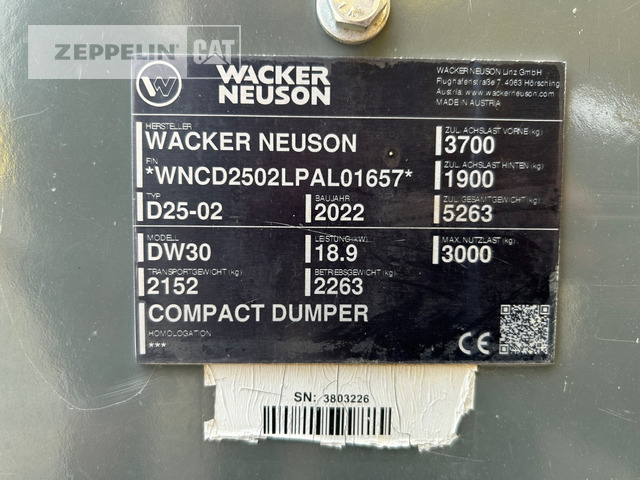 ZEPPELIN CAT
WACKER
NEUSON
WACKER NEUSON Linz GmbH
Flughafenstr. 7, 4063 Hörsching
Austria: www.wackerneuson.com
MADE IN AUSTRIA
HERSTELLER
WACKER NEUSON
ZUL. ACHSLAST VORNE (kg)
3700
FIN
*WNCD2502LPAL01657*
ZUL. ACHSLAST HINTEN (kg)
1900
TYP
D25-02
BAUJAHR
2022
ZUL. GESAMTGEWICHT (kg)
5263
MODELL
DW30
LEISTUNG (kW)
18.9
MAX. NUTZLAST (kg)
3000
TRANSPORTGEWICHT (kg)
2152
BETRIEBSGEWICHT (kg)
2263
COMPACT DUMPER
HOMOLOGATION
***
CE
SN: 3803226